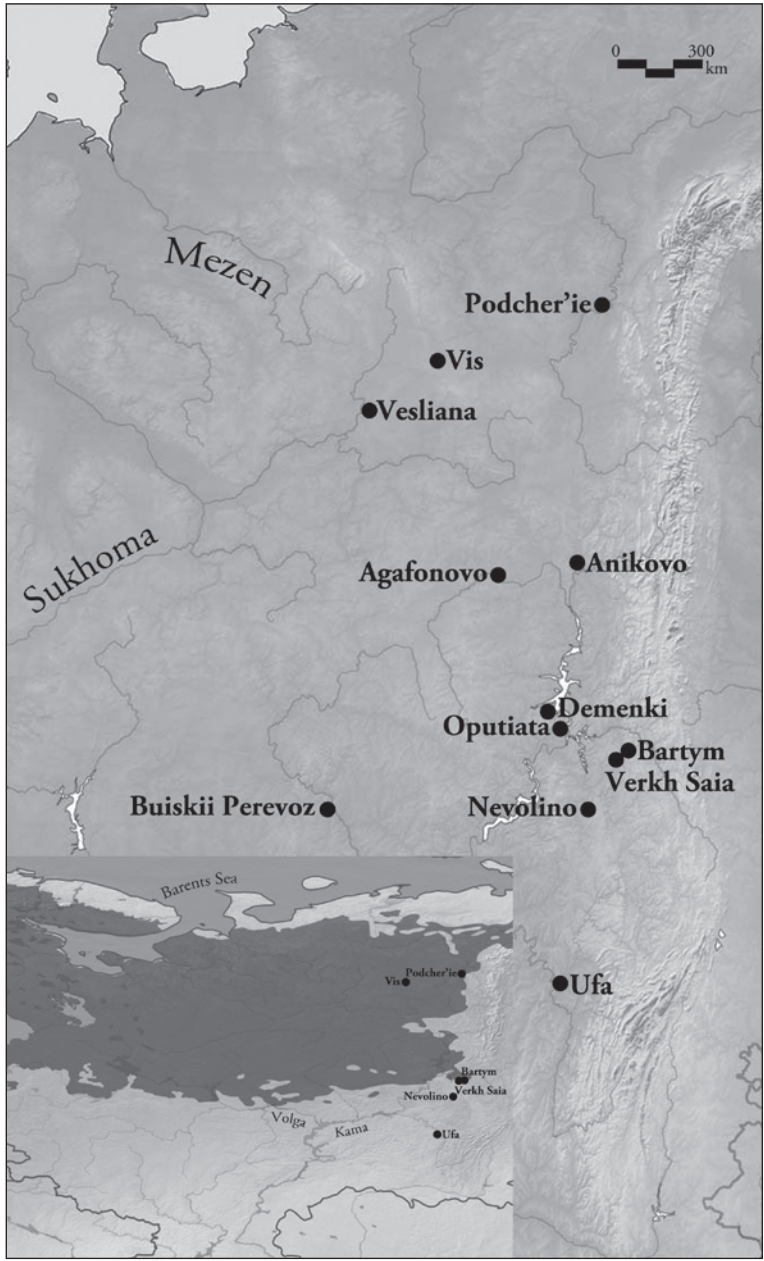 0 300
km
Mezen
Podcher’ie
Vis
Vesliana
Sukhoma
Agafonovo
Anikovo
Demenki
Oputiata
Bartym
Verkh Saia
Buiskii Perevoz
Nevolino
Ufa
Barents Sea
Podcher’ie
Vis
Bartym
Verkh Saia
Nevolino
Volga
Kama
Ufa